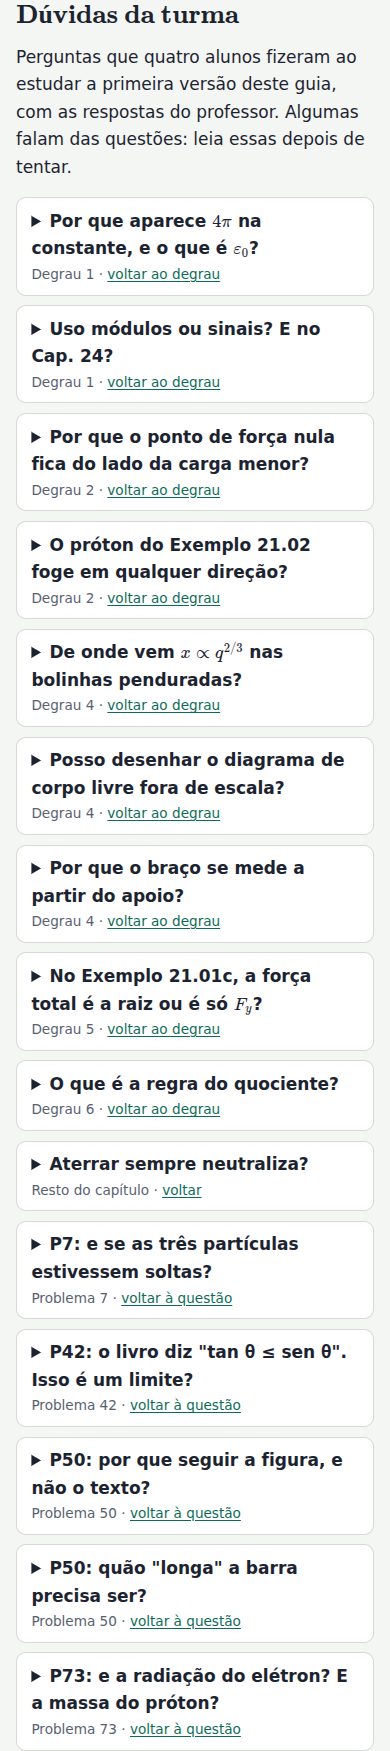 Dúvidas da turma
Perguntas que quatro alunos fizeram ao
estudar a primeira versão deste guia,
com as respostas do professor. Algumas
falam das questões: leia essas depois de
tentar.
▶ Por que aparece 4π na
constante, e o que é ε₀?
Degrau 1 · voltar ao degrau
▶ Uso módulos ou sinais? E no
Cap. 24?
Degrau 1 · voltar ao degrau
▶ Por que o ponto de força nula
fica do lado da carga menor?
Degrau 2 · voltar ao degrau
▶ O próton do Exemplo 21.02
foge em qualquer direção?
Degrau 2 · voltar ao degrau
▶ De onde vem x ∝ q^{2/3} nas
bolinhas penduradas?
Degrau 4 · voltar ao degrau
▶ Posso desenhar o diagrama de
corpo livre fora de escala?
Degrau 4 · voltar ao degrau
▶ Por que o braço se mede a
partir do apoio?
Degrau 4 · voltar ao degrau
▶ No Exemplo 21.01c, a força
total é a raiz ou é só F_y?
Degrau 5 · voltar ao degrau
▶ O que é a regra do quociente?
Degrau 6 · voltar ao degrau
▶ Aterrar sempre neutraliza?
Resto do capítulo · voltar
▶ P7: e se as três partículas
estivessem soltas?
Problema 7 · voltar à questão
▶ P42: o livro diz "tan θ ≤ sen θ".
Isso é um limite?
Problema 42 · voltar à questão
▶ P50: por que seguir a figura, e
não o texto?
Problema 50 · voltar à questão
▶ P50: quão "longa" a barra
precisa ser?
Problema 50 · voltar à questão
▶ P73: e a radiação do elétron? E
a massa do próton?
Problema 73 · voltar à questão